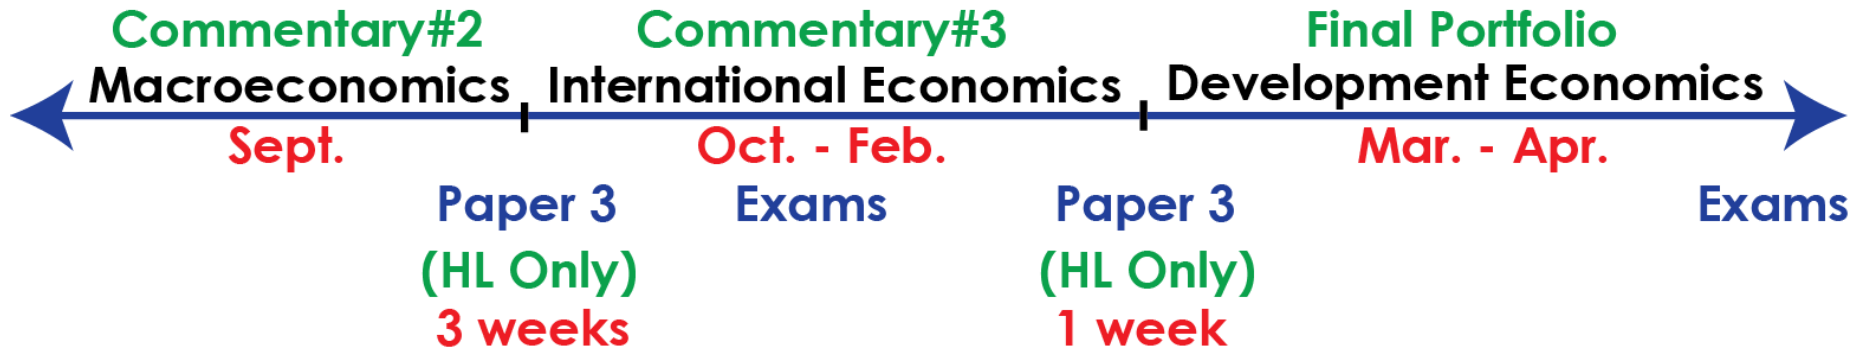 Commentary#2 Commentary#3 Final Portfolio
Macroeconomics International Economics Development Economics
Sept. Oct. - Feb. Mar. - Apr.
Paper 3 Exams Paper 3 Exams
(HL Only) (HL Only)
3 weeks 1 week